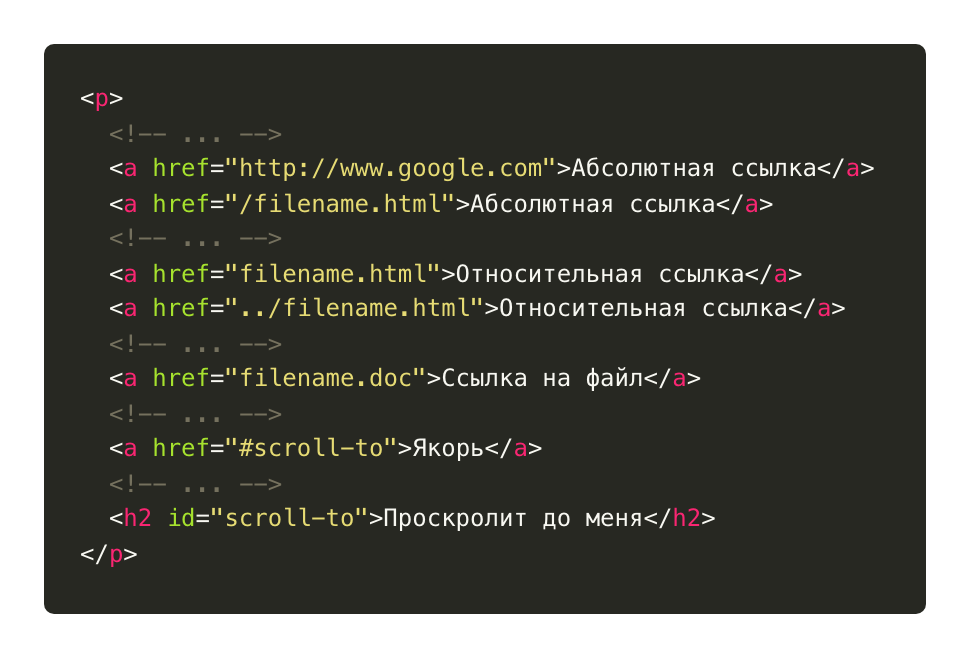 <p>
<!-- ... -->
<a href="http://www.google.com">Абсолютная ссылка</a>
<a href="/filename.html">Абсолютная ссылка</a>
<!-- ... -->
<a href="filename.html">Относительная ссылка</a>
<a href="../filename.html">Относительная ссылка</a>
<!-- ... -->
<a href="filename.doc">Ссылка на файл</a>
<!-- ... -->
<a href="#scroll-to">Якорь</a>
<!-- ... -->
<h2 id="scroll-to">Проскролит до меня</h2>
</p>